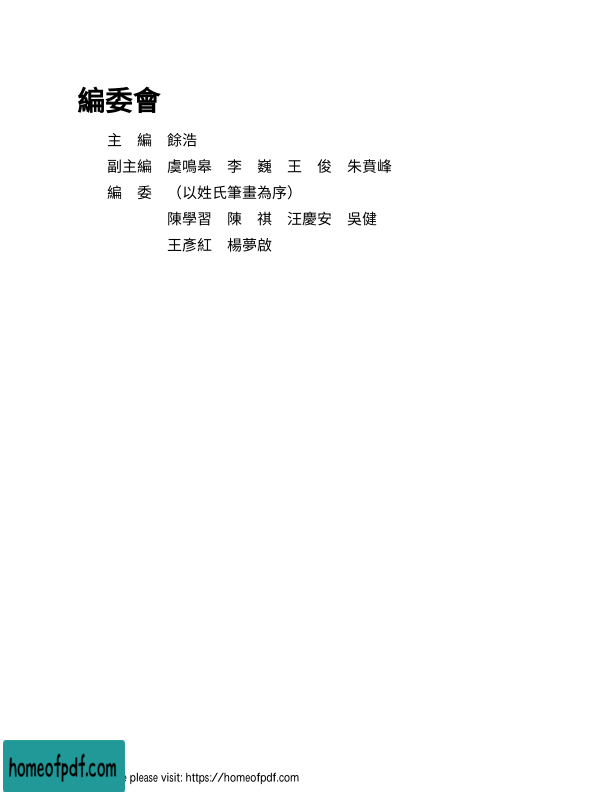 編委會
主　編　餘浩
副主編　虞鳴皋　李　巍　王　俊　朱賁峰
編　委　（以姓氏筆畫為序）
陳學習　陳　祺　汪慶安　吳健
王彥紅　楊夢啟
homeofpdf.com
please visit: https://homeofpdf.com